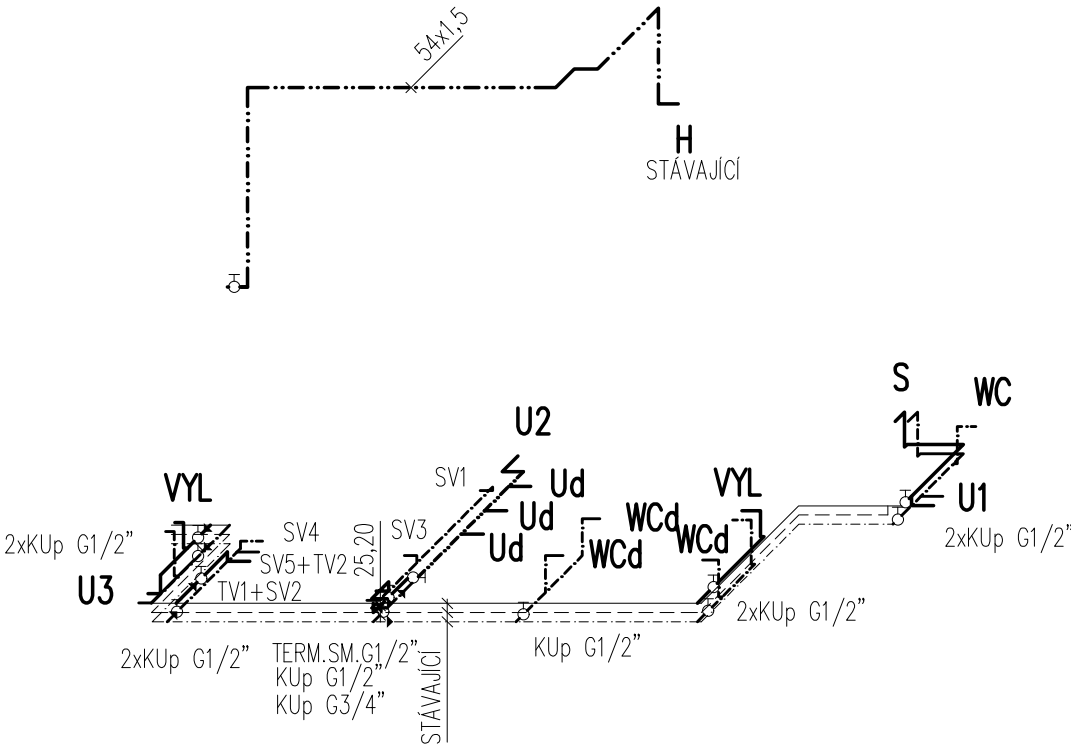 54x1,5
H
STÁVAJÍCÍ
S
WC
U2
SV1
Ud
VYL
VYL
U1
Ud
WCd
SV4
SV3
2xKUp G1/2”
2xKUp G1/2”
Ud
WCd
WCd
25,20
SV5+TV2
U3
TV1+SV2
2xKUp G1/2”
2xKUp G1/2”
TERM.SM.G1/2”
KUp G1/2”
KUp G1/2”
KUp G3/4”
STÁVAJÍCÍ